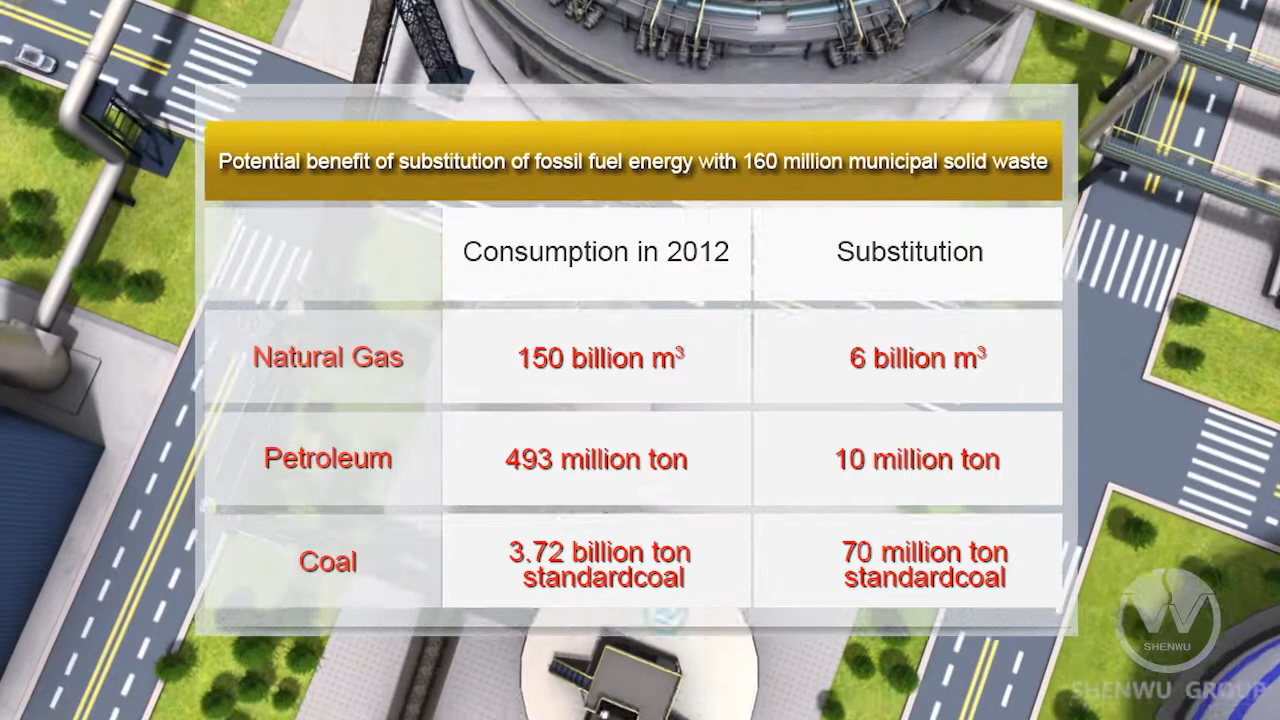 Potential benefit of substitution of fossil fuel energy with 160 million municipal solid waste
Consumption in 2012 Substitution
Natural Gas 150 billion m³ 6 billion m³
Petroleum 493 million ton 10 million ton
Coal 3.72 billion ton 70 million ton
standardcoal standardcoal
SHENWU
SHENWU GROUP